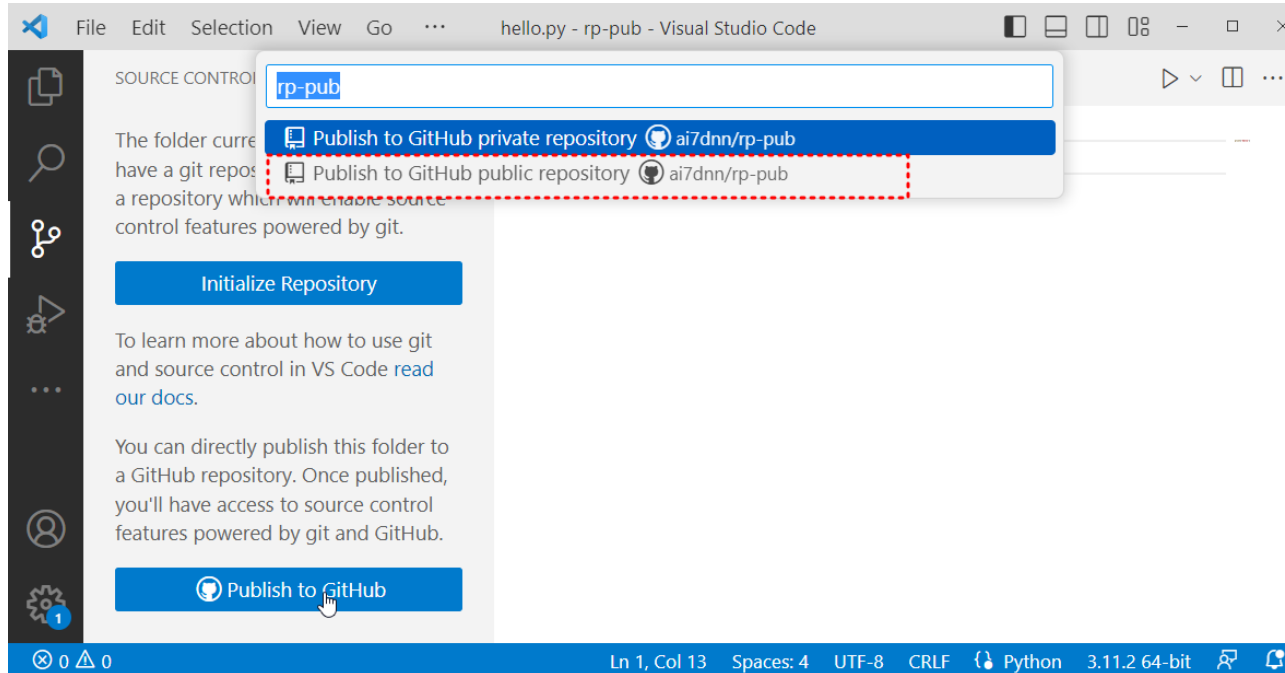 File Edit Selection View Go ··· hello.py - rp-pub - Visual Studio Code
SOURCE CONTROL
rp-pub
Publish to GitHub private repository ai7dnn/rp-pub
Publish to GitHub public repository ai7dnn/rp-pub
The folder curre
have a git repos
a repository which will enable source
control features powered by git.
Initialize Repository
To learn more about how to use git
and source control in VS Code read
our docs.
You can directly publish this folder to
a GitHub repository. Once published,
you'll have access to source control
features powered by git and GitHub.
Publish to GitHub
1
0 0 Ln 1, Col 13 Spaces: 4 UTF-8 CRLF Python 3.11.2 64-bit